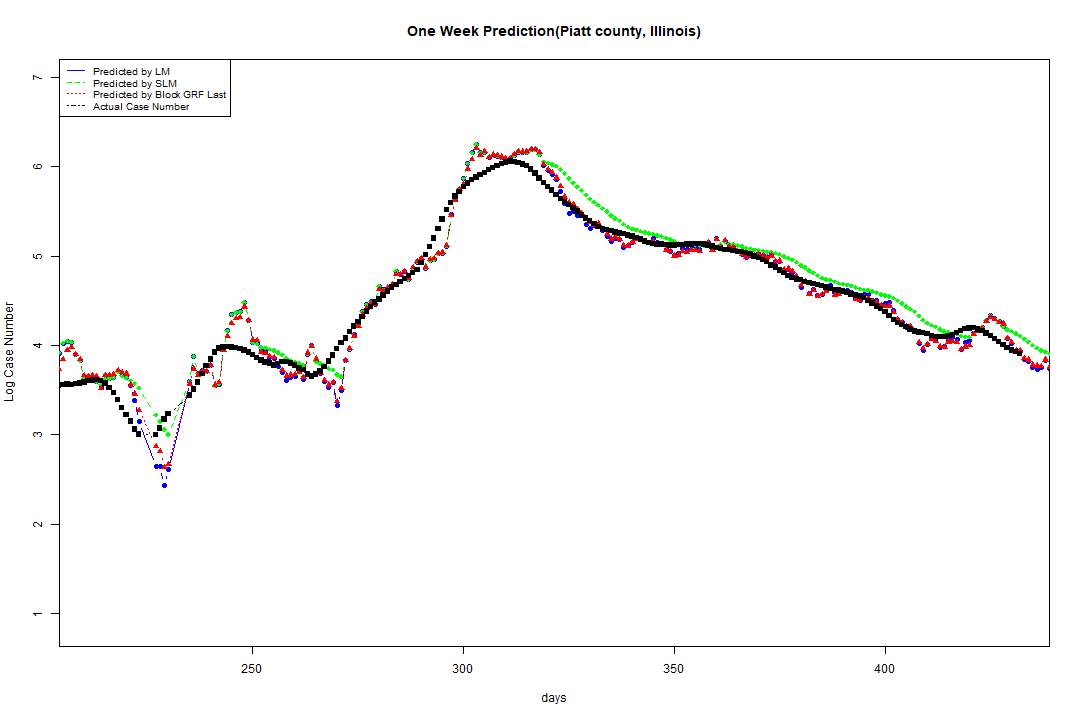 One Week Prediction(Piatt county, Illinois)
Predicted by LM
Predicted by SLM
Predicted by Block GRF Last
Actual Case Number
7
6
5
4
3
2
1
Log Case Number
250
300
350
400
days